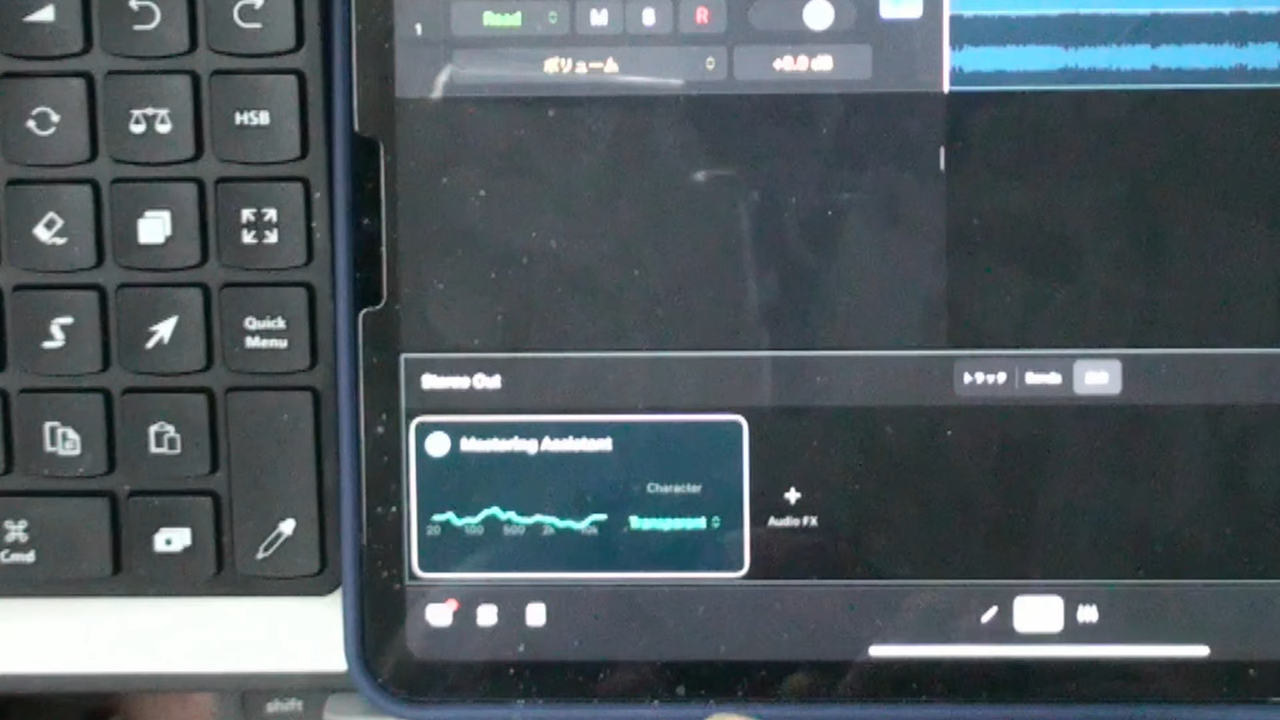 1
Read
M
S
R
ボリューム
+0.0 dB
HSB
Quick
Menu
Cmd
shift
Stereo Out
トラック
Sends
Mastering Assistant
Character
Transparent
20
100
500
2k
10k
Audio FX